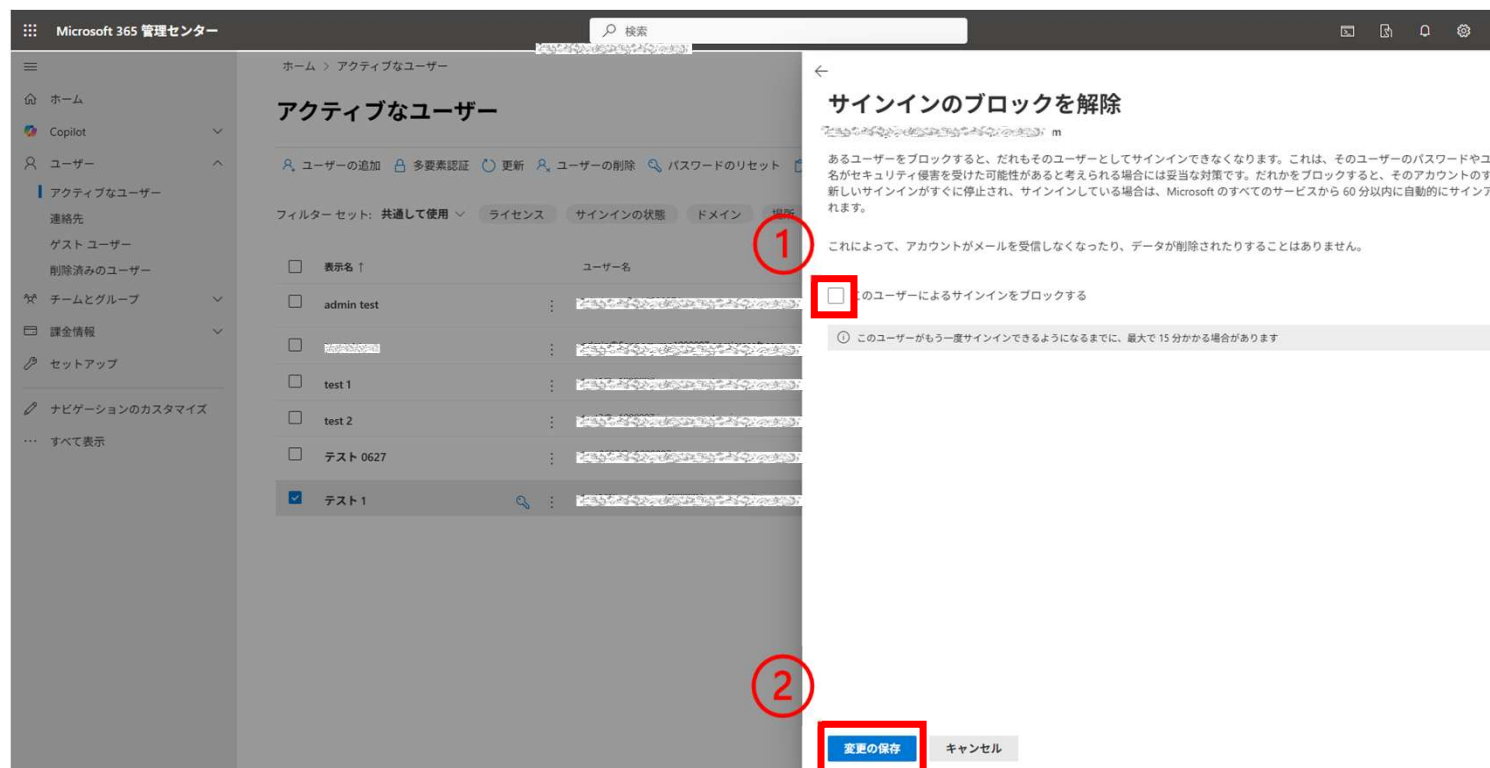 Microsoft 365 管理センター
検索
ホーム
Copilot
ユーザー
アクティブなユーザー
連絡先
ゲスト ユーザー
削除済みのユーザー
チームとグループ
課金情報
セットアップ
ナビゲーションのカスタマイズ
すべて表示
ホーム > アクティブなユーザー
アクティブなユーザー
ユーザーの追加 多要素認証 更新 ユーザーの削除 パスワードのリセット
フィルター セット: 共通して使用 ライセンス サインインの状態 ドメイン 場所
表示名 ↑ ユーザー名
admin test
test 1
test 2
テスト 0627
テスト 1
①
②
←
サインインのブロックを解除
m
あるユーザーをブロックすると、だれもそのユーザーとしてサインインできなくなります。これは、そのユーザーのパスワードやユ
名がセキュリティ侵害を受けた可能性があると考えられる場合には妥当な対策です。だれかをブロックすると、そのアカウントのす
新しいサインインがすぐに停止され、サインインしている場合は、Microsoft のすべてのサービスから 60 分以内に自動的にサインア
れます。
これによって、アカウントがメールを受信しなくなったり、データが削除されたりすることはありません。
このユーザーによるサインインをブロックする
このユーザーがもう一度サインインできるようになるまでに、最大で 15 分かかる場合があります
変更の保存 キャンセル